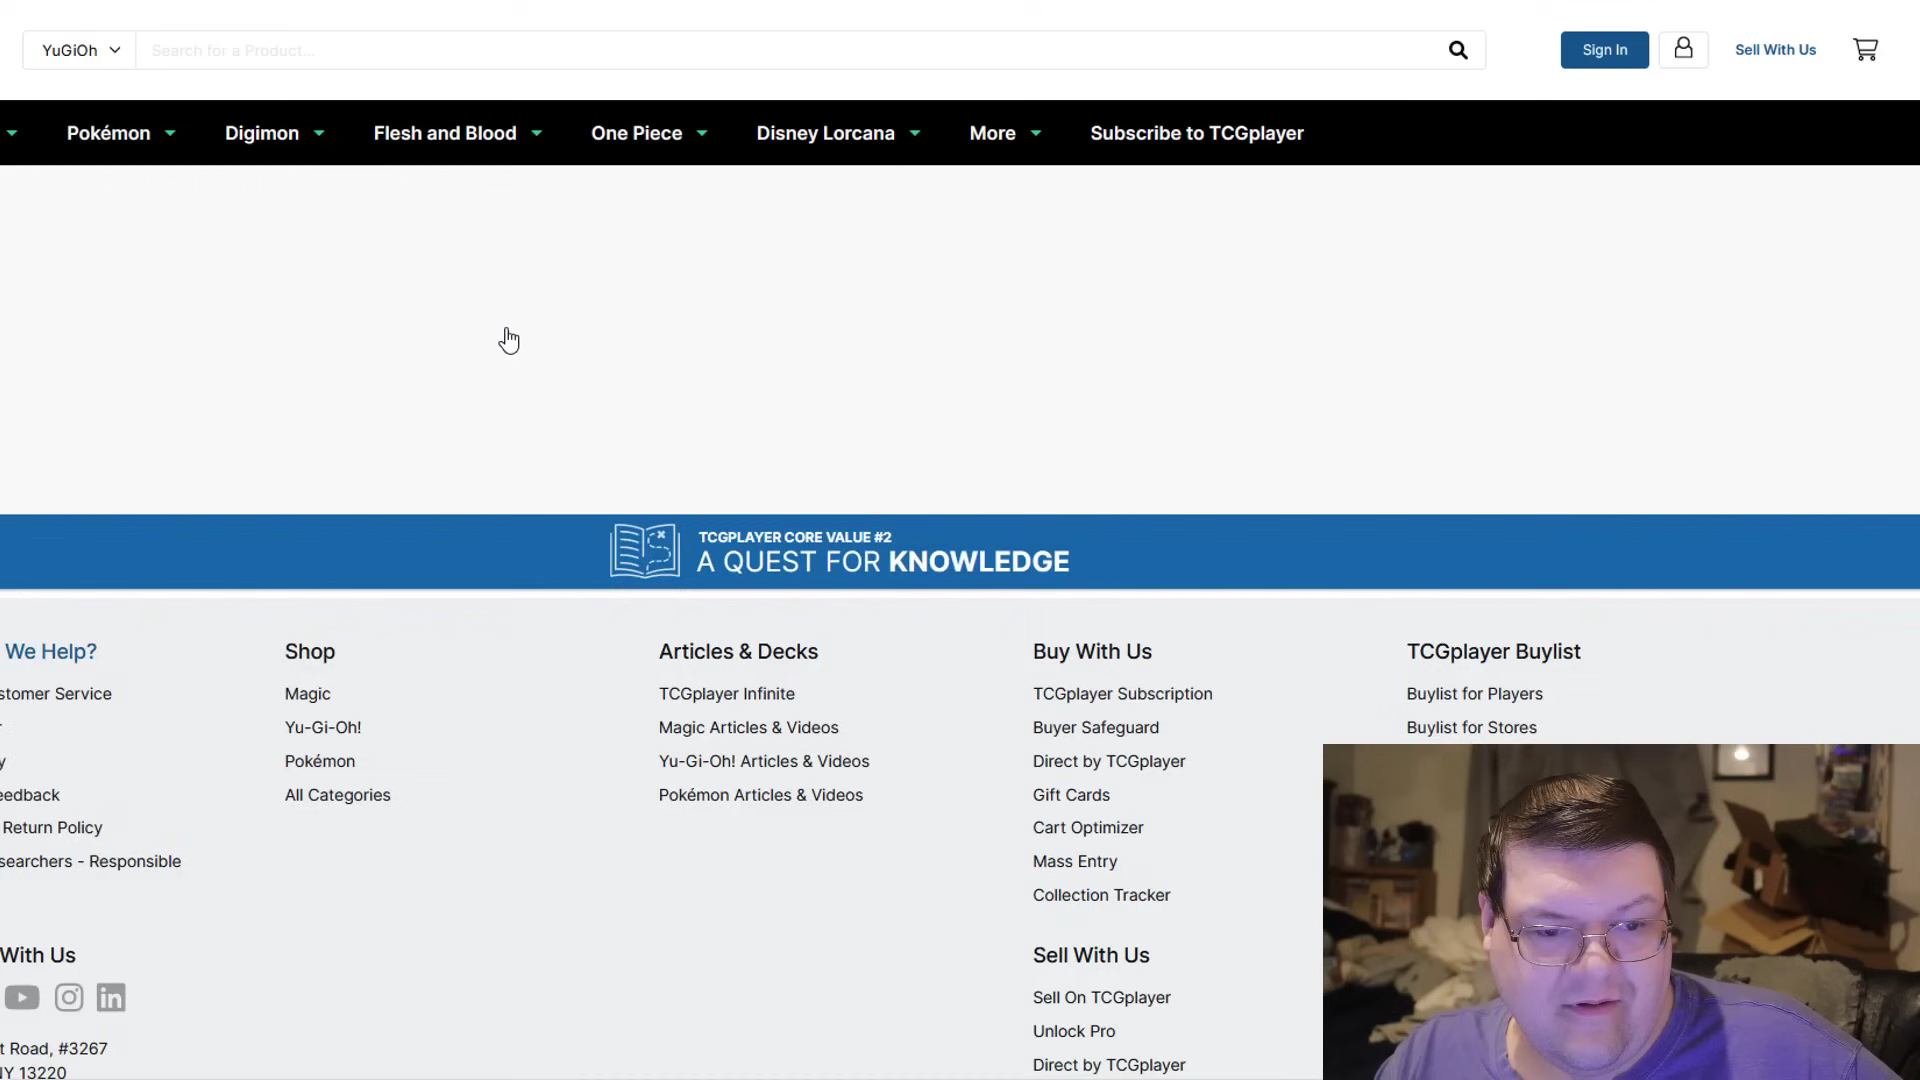 YuGiOh
Search for a Product...
Sign In
Sell With Us
Pokémon
Digimon
Flesh and Blood
One Piece
Disney Lorcana
More
Subscribe to TCGplayer
TCGPLAYER CORE VALUE #2
A QUEST FOR KNOWLEDGE
We Help?
stomer Service
r
y
eedback
Return Policy
searchers - Responsible
With Us
t Road, #3267
NY 13220
Shop
Magic
Yu-Gi-Oh!
Pokémon
All Categories
Articles & Decks
TCGplayer Infinite
Magic Articles & Videos
Yu-Gi-Oh! Articles & Videos
Pokémon Articles & Videos
Buy With Us
TCGplayer Subscription
Buyer Safeguard
Direct by TCGplayer
Gift Cards
Cart Optimizer
Mass Entry
Collection Tracker
Sell With Us
Sell On TCGplayer
Unlock Pro
Direct by TCGplayer
TCGplayer Buylist
Buylist for Players
Buylist for Stores